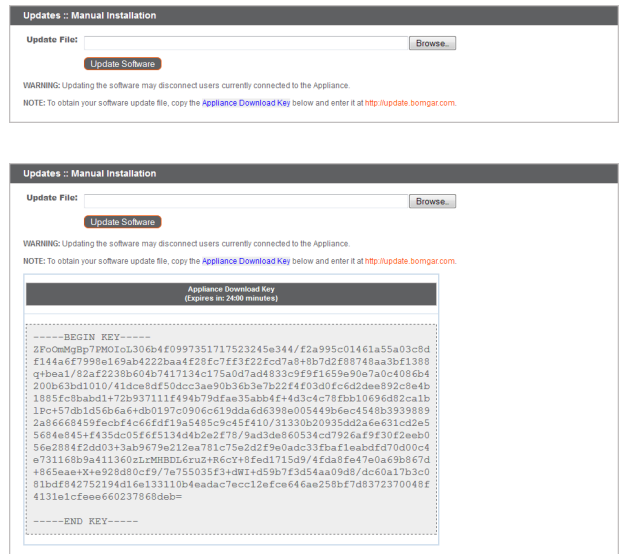 Updates :: Manual Installation
Update File:
Browse..
Update Software
WARNING: Updating the software may disconnect users currently connected to the Appliance.
NOTE: To obtain your software update file, copy the Appliance Download Key below and enter it at http://update.bomgar.com.
Updates :: Manual Installation
Update File:
Browse..
Update Software
WARNING: Updating the software may disconnect users currently connected to the Appliance.
NOTE: To obtain your software update file, copy the Appliance Download Key below and enter it at http://update.bomgar.com.
Appliance Download Key
(Expires in: 24:00 minutes)
-----BEGIN KEY-----
ZFoOmMgBp7PMOIoL306b4f0997351717523245e344/f2a995c01461a55a03c8d
f144a6f7998e169ab4222baa4f28fc7ff3f22fcd7a8+8b7d2f88748aa3bf1388
q+bea1/82af2238b604b7417134c175a0d7ad4833c9f9f1659e90e7a0c4086b4
200b63bd1010/41dce8df50dcc3ae90b36b3e7b22f4f03d0fc6d2dee892c8e4b
1885fc8babd1+72b937111f494b79dfae35abb4f+4d3c4c78fbb10696d82ca1b
lPc+57db1d56b6a6+db0197c0906c619dda6d6398e005449b6ec4548b3939889
2a86668459fecbf4c66fdf19a5485c9c45f410/31330b20935dd2a6e631cd2e5
5684e845+f435dc05f6f5134d4b2e2f78/9ad3de860534cd7926af9f30f2eeb0
56e2884f2dd03+3ab9679e212ea781c75e2d2f9e0adc33fbaf1eabdfd70d00c4
e731168b9a411360zLrMHBDL6ruZ+R6cY+8fed1715d9/4fda8fe47e0a69b867d
+865eae+X+e928d80cf9/7e755035f3+dWI+d59b7f3d54aa09d8/dc60a17b3c0
81bdf842752194d16e133110b4eadac7ecc12efce646ae258bf7d8372370048f
4131e1cfeee660237868deb=
-----END KEY-----